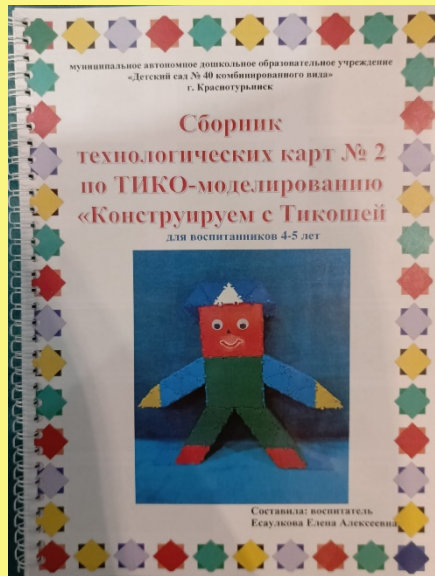 муниципальное автономное дошкольное образовательное учреждение
«Детский сад № 40 комбинированного вида»
г. Краснотурьинск
Сборник
технологических карт № 2
по ТИКО-моделированию
«Конструируем с Тикошей
для воспитанников 4-5 лет
Составила: воспитатель
Есаулкова Елена Алексеевна